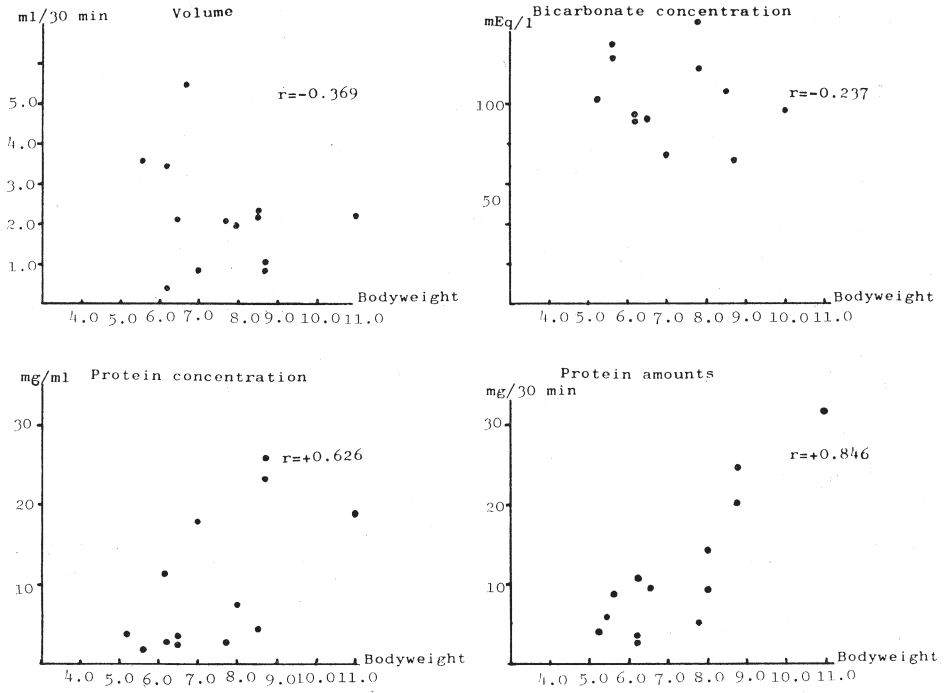 ml/30 min
Volume
r=-0.369
5.0
4.0
3.0
2.0
1.0
Bodyweight
4.0 5.0 6.0 7.0 8.0 9.0 10.0 11.0
Bicarbonate concentration
mEq/l
r=-0.237
100
50
Bodyweight
4.0 5.0 6.0 7.0 8.0 9.0 10.0 11.0
mg/ml
Protein concentration
r=+0.626
30
20
10
Bodyweight
4.0 5.0 6.0 7.0 8.0 9.0 10.0 11.0
Protein amounts
mg/30 min
r=+0.846
30
20
10
Bodyweight
4.0 5.0 6.0 7.0 8.0 9.0 10.0 11.0